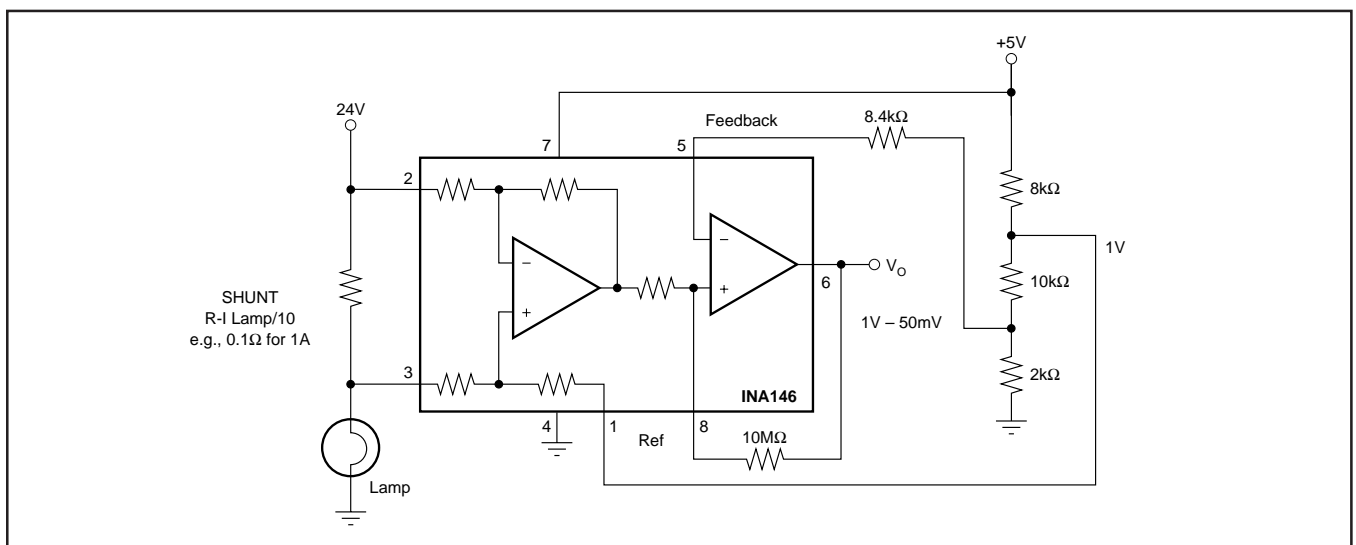 +5V
24V
Feedback
8.4kΩ
7
5
2
8kΩ
1V
−
−
SHUNT
R-I Lamp/10
e.g., 0.1Ω for 1A
+
+
6
V_O
10kΩ
1V – 50mV
3
2kΩ
INA146
4
1
Ref
8
10MΩ
Lamp